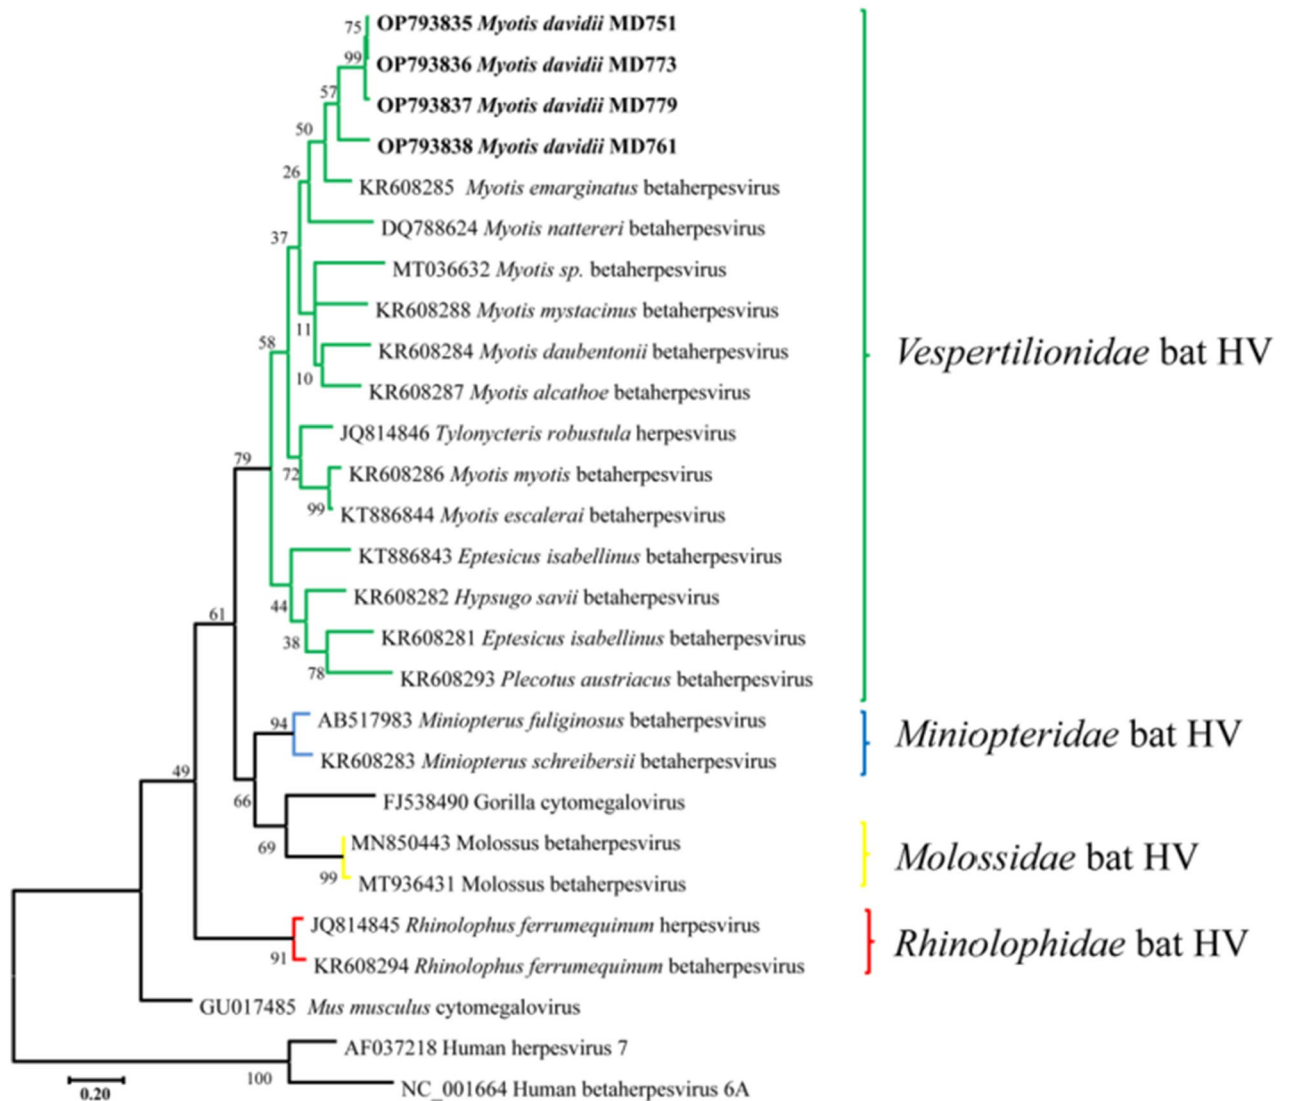 75
OP793835 Myotis davidii MD751
99
OP793836 Myotis davidii MD773
57
OP793837 Myotis davidii MD779
50
OP793838 Myotis davidii MD761
26
KR608285 Myotis emarginatus betaherpesvirus
37
DQ788624 Myotis nattereri betaherpesvirus
MT036632 Myotis sp. betaherpesvirus
11
KR608288 Myotis mystacinus betaherpesvirus
58
KR608284 Myotis daubentonii betaherpesvirus
Vespertilionidae bat HV
10
KR608287 Myotis alcathoe betaherpesvirus
JQ814846 Tylonycteris robustula herpesvirus
79
72
KR608286 Myotis myotis betaherpesvirus
99
KT886844 Myotis escalerai betaherpesvirus
KT886843 Eptesicus isabellinus betaherpesvirus
44
KR608282 Hypsugo savii betaherpesvirus
61
38
KR608281 Eptesicus isabellinus betaherpesvirus
78
KR608293 Plecotus austriacus betaherpesvirus
94
AB517983 Miniopterus fuliginosus betaherpesvirus
Miniopteridae bat HV
KR608283 Miniopterus schreibersii betaherpesvirus
49
66
FJ538490 Gorilla cytomegalovirus
69
MN850443 Molossus betaherpesvirus
Molossidae bat HV
99
MT936431 Molossus betaherpesvirus
JQ814845 Rhinolophus ferrumequinum herpesvirus
Rhinolophidae bat HV
91
KR608294 Rhinolophus ferrumequinum betaherpesvirus
GU017485 Mus musculus cytomegalovirus
AF037218 Human herpesvirus 7
100
NC_001664 Human betaherpesvirus 6A
0.20